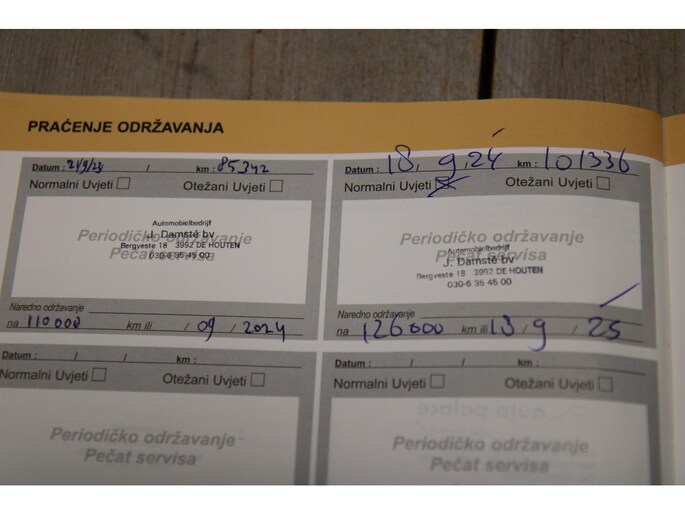 PRAĆENJE ODRŽAVANJA
Datum : 21/9/23 / km : 85342
Normalni Uvjeti Otežani Uvjeti
Automobielbedrijf
J. Damsté bv
Bergveste 18 3992 DE HOUTEN
030-6 35 45 00
Periodičko održavanje
Pečat servisa
Naredno održavanje
na 110000 km ili / 09 / 2024
Datum : 18. 9. 24 km : 101336
Normalni Uvjeti Otežani Uvjeti
Automobielbedrijf
J. Damsté bv
Bergveste 18 3992 DE HOUTEN
030-6 35 45 00
Periodičko održavanje
Pečat servisa
Naredno održavanje
na 126000 km ili 18 / 9 / 25
Datum : / / km :
Normalni Uvjeti Otežani Uvjeti
Periodičko održavanje
Pečat servisa
Datum : / / km :
Normalni Uvjeti Otežani Uvjeti
Periodičko održavanje
Pečat servisa